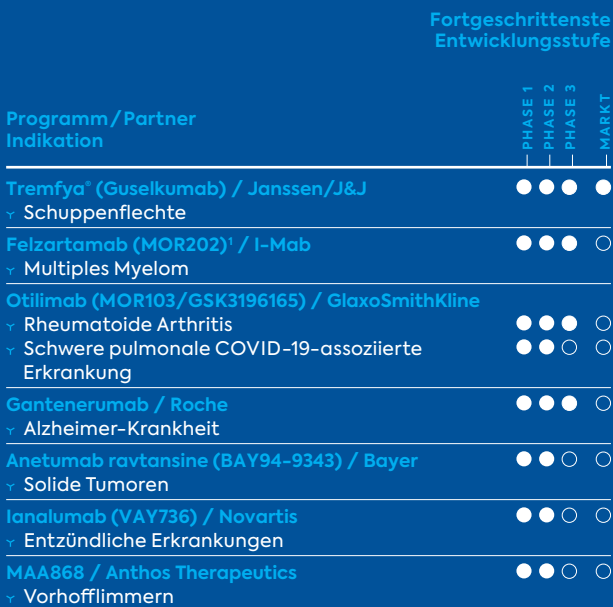 Fortgeschrittenste
Entwicklungsstufe
PHASE 1
PHASE 2
PHASE 3
MARKT
Programm/Partner
Indikation
Tremfya® (Guselkumab) / Janssen/J&J
Schuppenflechte
Felzartamab (MOR202)¹ / I-Mab
Multiples Myelom
Otilimab (MOR103/GSK3196165) / GlaxoSmithKline
Rheumatoide Arthritis
Schwere pulmonale COVID-19-assoziierte
Erkrankung
Gantenerumab / Roche
Alzheimer-Krankheit
Anetumab ravtansine (BAY94-9343) / Bayer
Solide Tumoren
Ianalumab (VAY736) / Novartis
Entzündliche Erkrankungen
MAA868 / Anthos Therapeutics
Vorhofflimmern